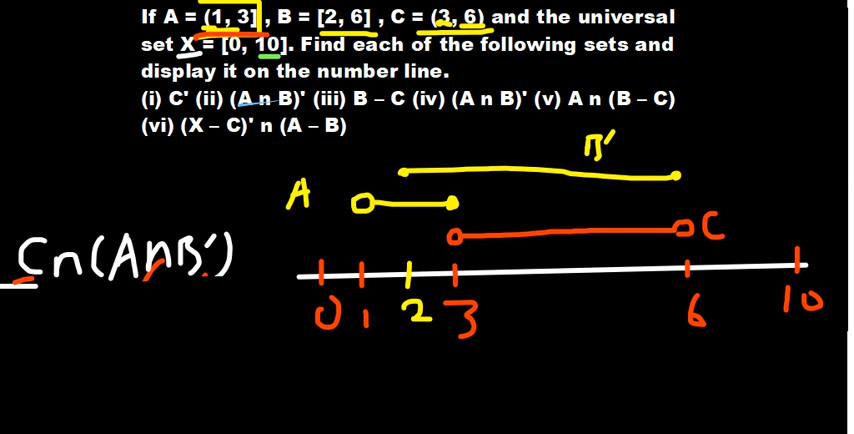 If A = (1, 3] , B = [2, 6] , C = (3, 6) and the universal
set X = [0, 10]. Find each of the following sets and
display it on the number line.
(i) C' (ii) (A n B)' (iii) B – C (iv) (A n B)' (v) A n (B – C)
(vi) (X – C)' n (A – B)
B'
A
C
Cn(AnB')
0 1 2 3 6 10